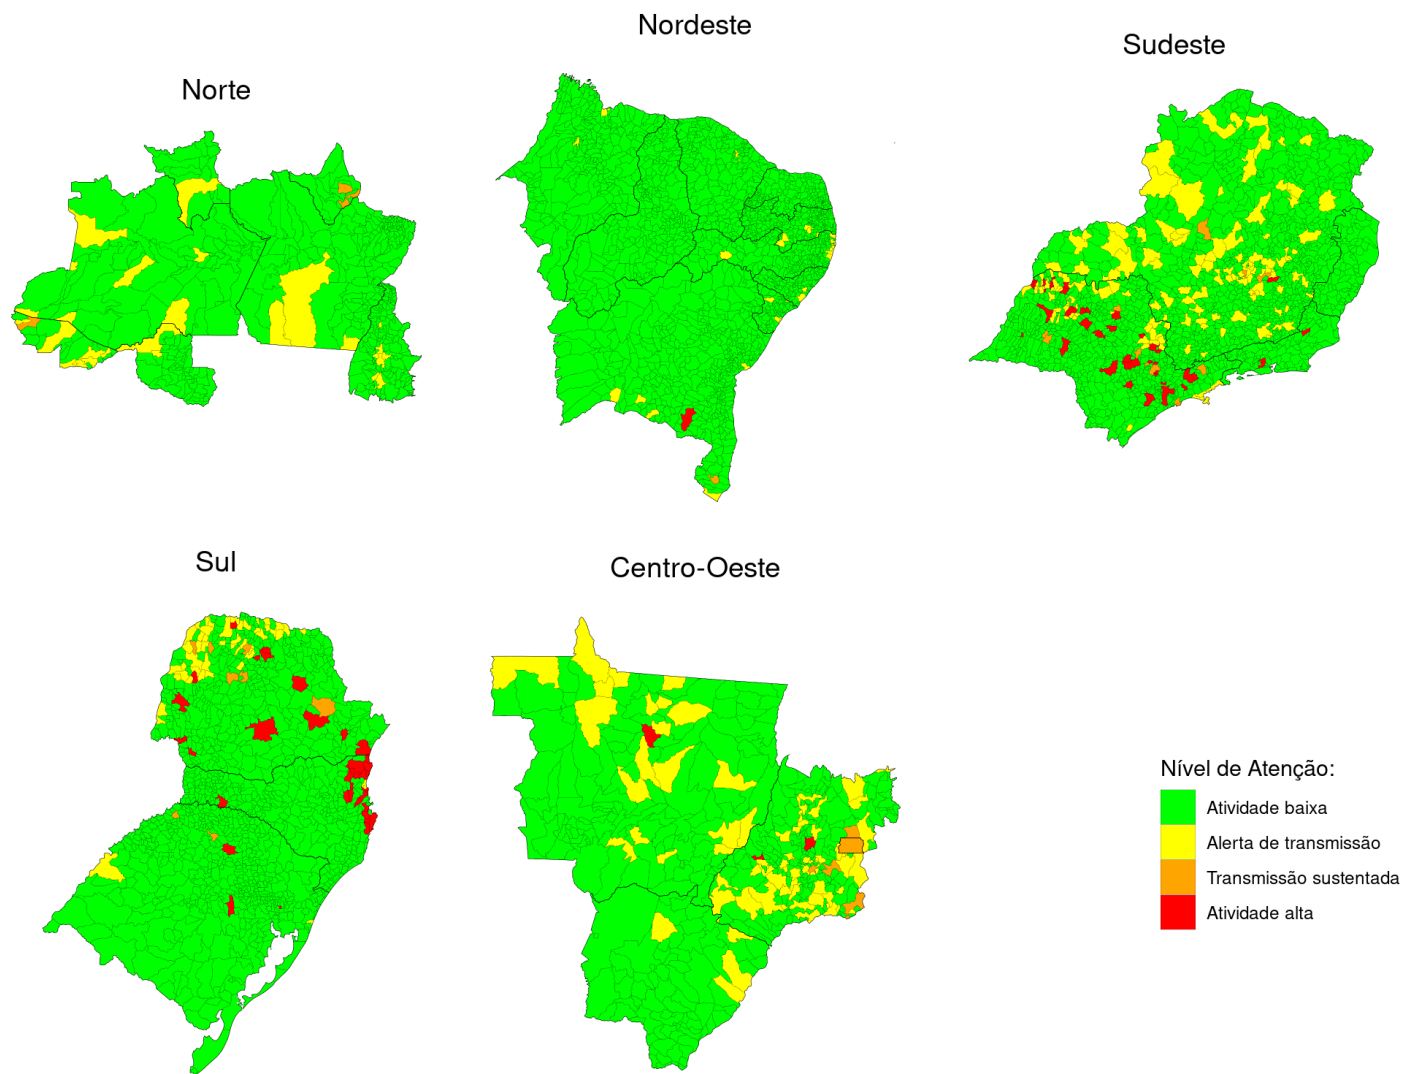 Nordeste
Sudeste
Norte
Sul
Centro-Oeste
Nível de Atenção:
Atividade baixa
Alerta de transmissão
Transmissão sustentada
Atividade alta